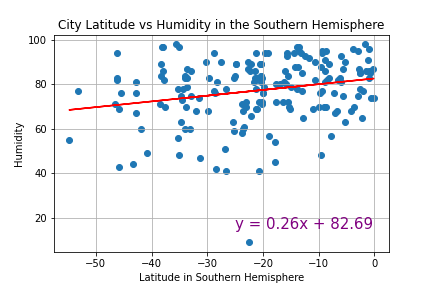 City Latitude vs Humidity in the Southern Hemisphere
100
80
60
40
20
Humidity
y = 0.26x + 82.69
−50 −40 −30 −20 −10 0
Latitude in Southern Hemisphere